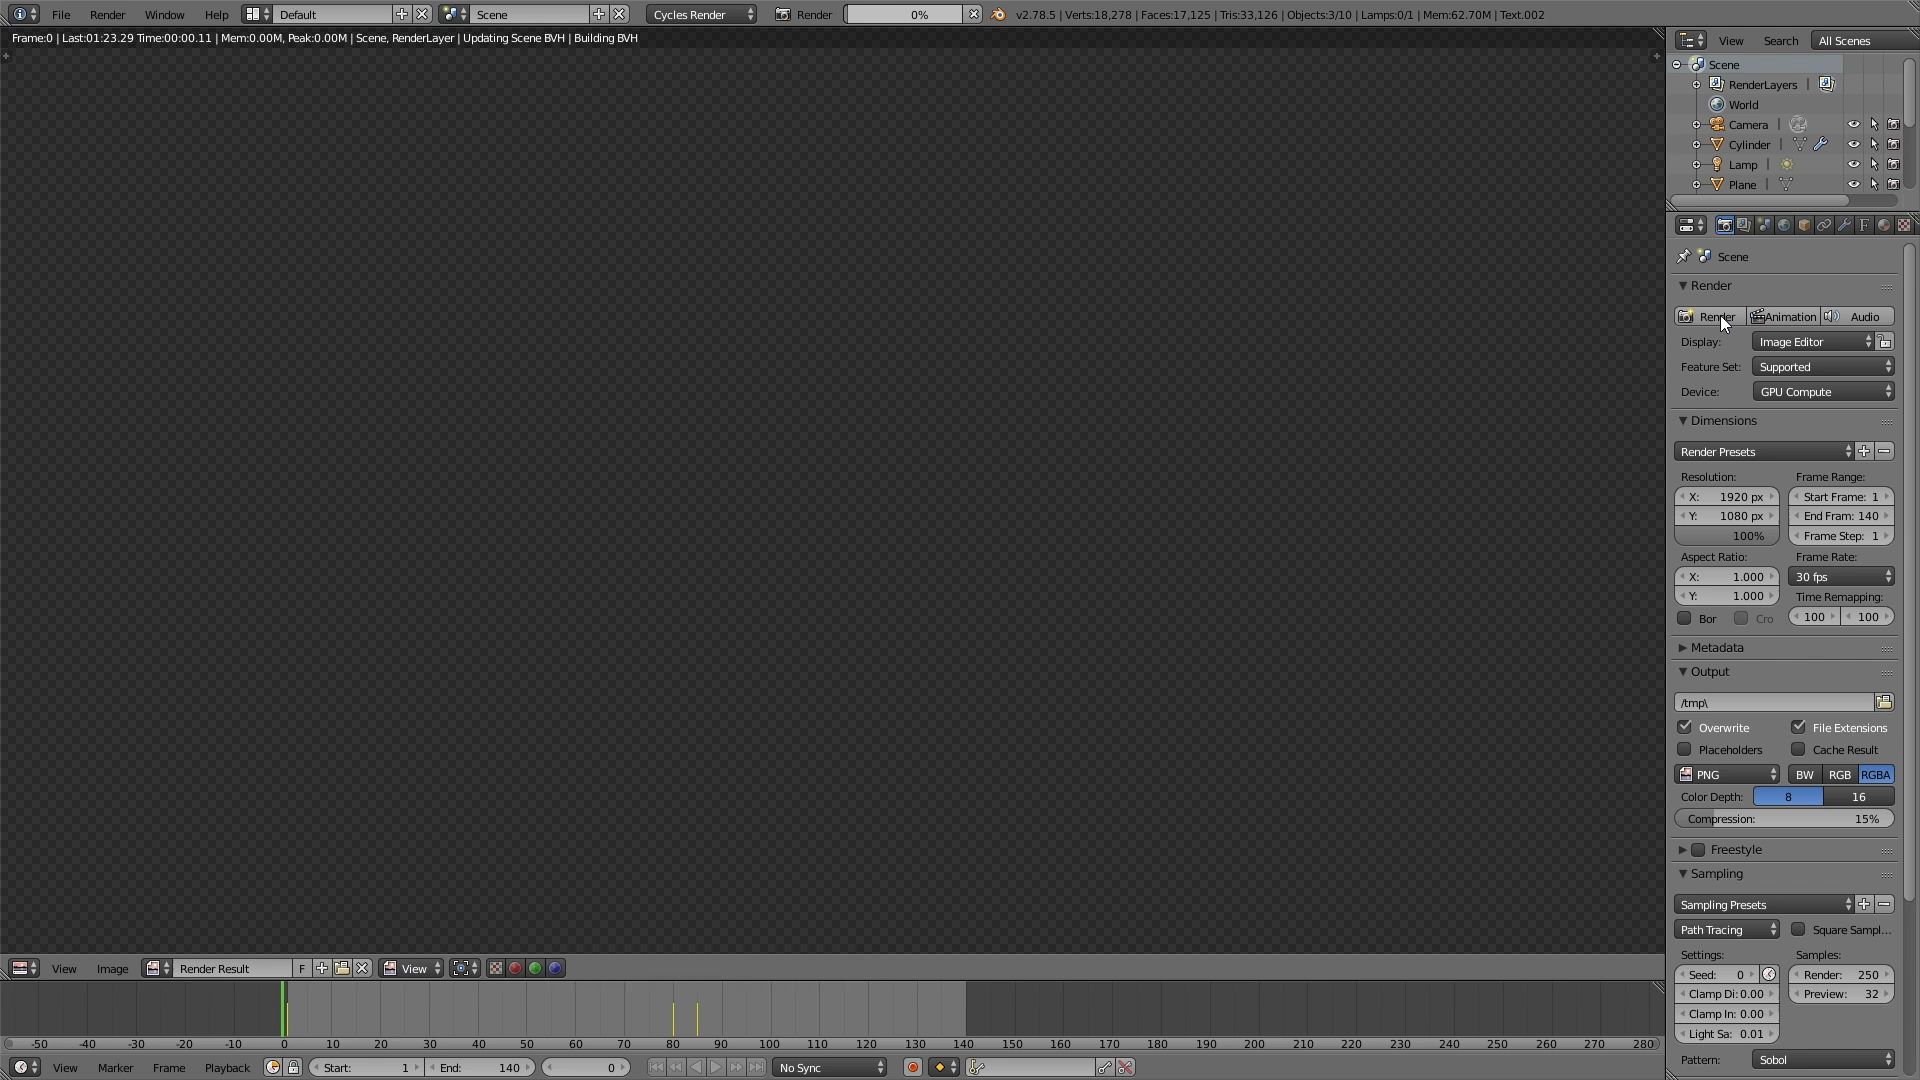 File Render Window Help Default Scene Cycles Render Render 0% v2.78.5 | Verts:18,278 | Faces:17,125 | Tris:33,126 | Objects:3/10 | Lamps:0/1 | Mem:62.70M | Text.002
Frame:0 | Last:01:23.29 Time:00:00.11 | Mem:0.00M, Peak:0.00M | Scene, RenderLayer | Updating Scene BVH | Building BVH
View Search All Scenes
Scene
RenderLayers
World
Camera
Cylinder
Lamp
Plane
Scene
Render
Render Animation Audio
Display: Image Editor
Feature Set: Supported
Device: GPU Compute
Dimensions
Render Presets
Resolution: Frame Range:
X: 1920 px Start Frame: 1
Y: 1080 px End Fram: 140
100% Frame Step: 1
Aspect Ratio: Frame Rate:
X: 1.000 30 fps
Y: 1.000 Time Remapping:
Bor Cro 100 100
Metadata
Output
/tmp\
Overwrite File Extensions
Placeholders Cache Result
PNG BW RGB RGBA
Color Depth: 8 16
Compression: 15%
Freestyle
Sampling
Sampling Presets
Path Tracing Square Sampl...
Settings: Samples:
Seed: 0 Render: 250
Clamp Di: 0.00 Preview: 32
Clamp In: 0.00
Light Sa: 0.01
Pattern: Sobol
View Image Render Result F View
-50 -40 -30 -20 -10 0 10 20 30 40 50 60 70 80 90 100 110 120 130 140 150 160 170 180 190 200 210 220 230 240 250 260 270 280
View Marker Frame Playback Start: 1 End: 140 0 No Sync